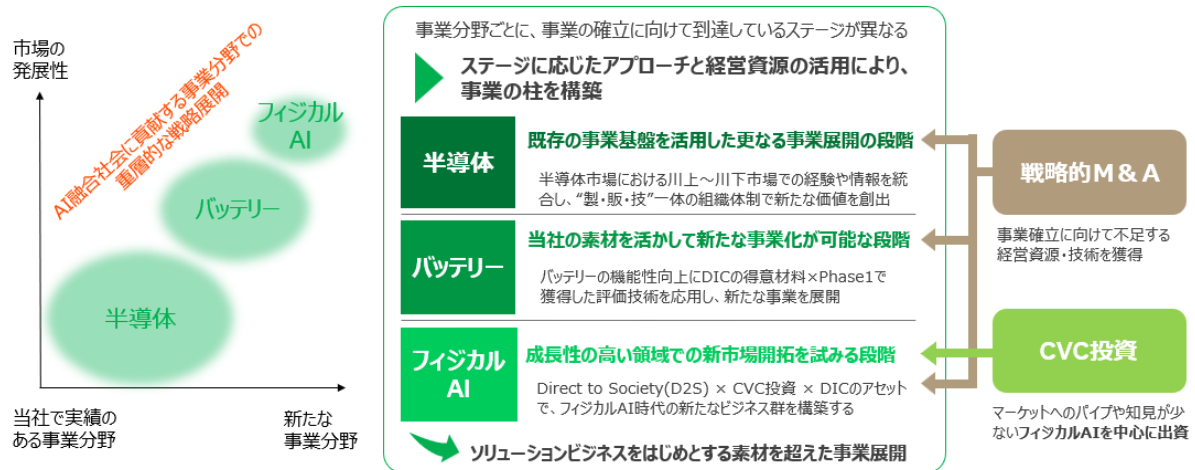 市場の
発展性
AI融合社会に貢献する事業分野での
重層的な戦略展開
フィジカル
AI
バッテリー
半導体
当社で実績の
ある事業分野
新たな
事業分野
事業分野ごとに、事業の確立に向けて到達しているステージが異なる
ステージに応じたアプローチと経営資源の活用により、
事業の柱を構築
半導体
既存の事業基盤を活用した更なる事業展開の段階
半導体市場における川上～川下市場での経験や情報を統
合し、“製・販・技”一体の組織体制で新たな価値を創出
バッテリー
当社の素材を活かして新たな事業化が可能な段階
バッテリーの機能性向上にDICの得意材料×Phase1で
獲得した評価技術を応用し、新たな事業を展開
フィジカル
AI
成長性の高い領域での新市場開拓を試みる段階
Direct to Society(D2S) × CVC投資 × DICのアセット
で、フィジカルAI時代の新たなビジネス群を構築する
ソリューションビジネスをはじめとする素材を超えた事業展開
戦略的M & A
事業確立に向けて不足する
経営資源・技術を獲得
CVC投資
マーケットへのパイプや知見が少
ないフィジカルAIを中心に出資